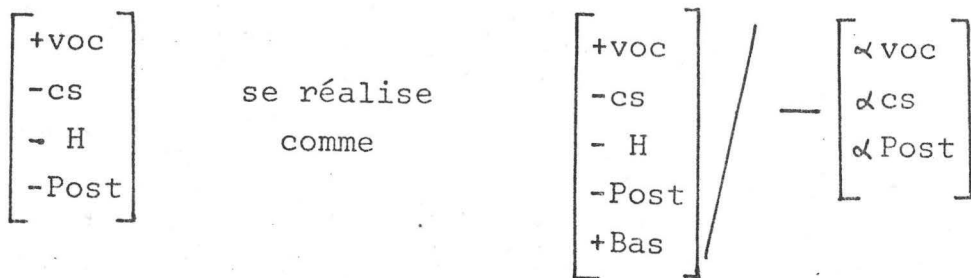 +voc +voc αvoc
-cs se réalise -cs αcs
- H comme - H — αPost
-Post -Post
+Bas